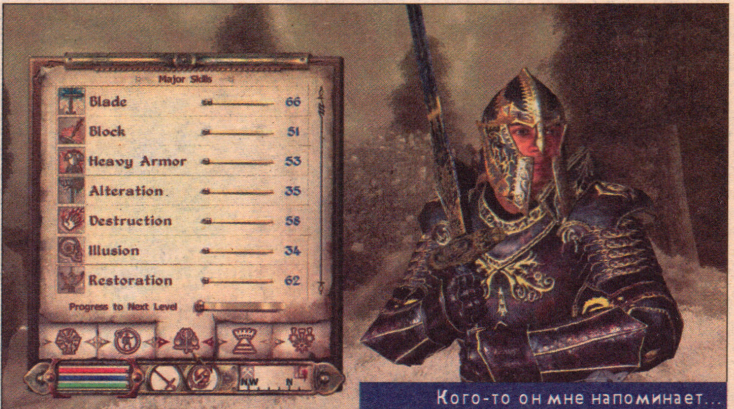 Major Skills
Blade 66
Block 51
Heavy Armor 53
Alteration 35
Destruction 58
Illusion 34
Restoration 62
Progress to Next Level
NW N
Кого-то он мне напоминает...